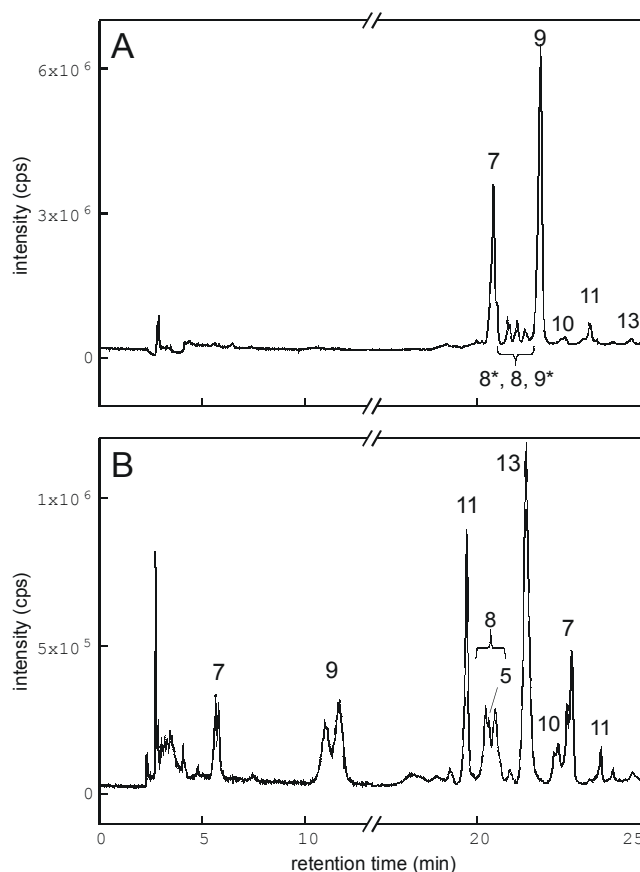 A
9
6x10⁶
7
intensity (cps)
3x10⁶
11
10
13
0
8*, 8, 9*
B
13
1x10⁶
11
8
7
intensity (cps)
5x10⁵
7
9
5
10
11
0
0 5 10 20 25
retention time (min)